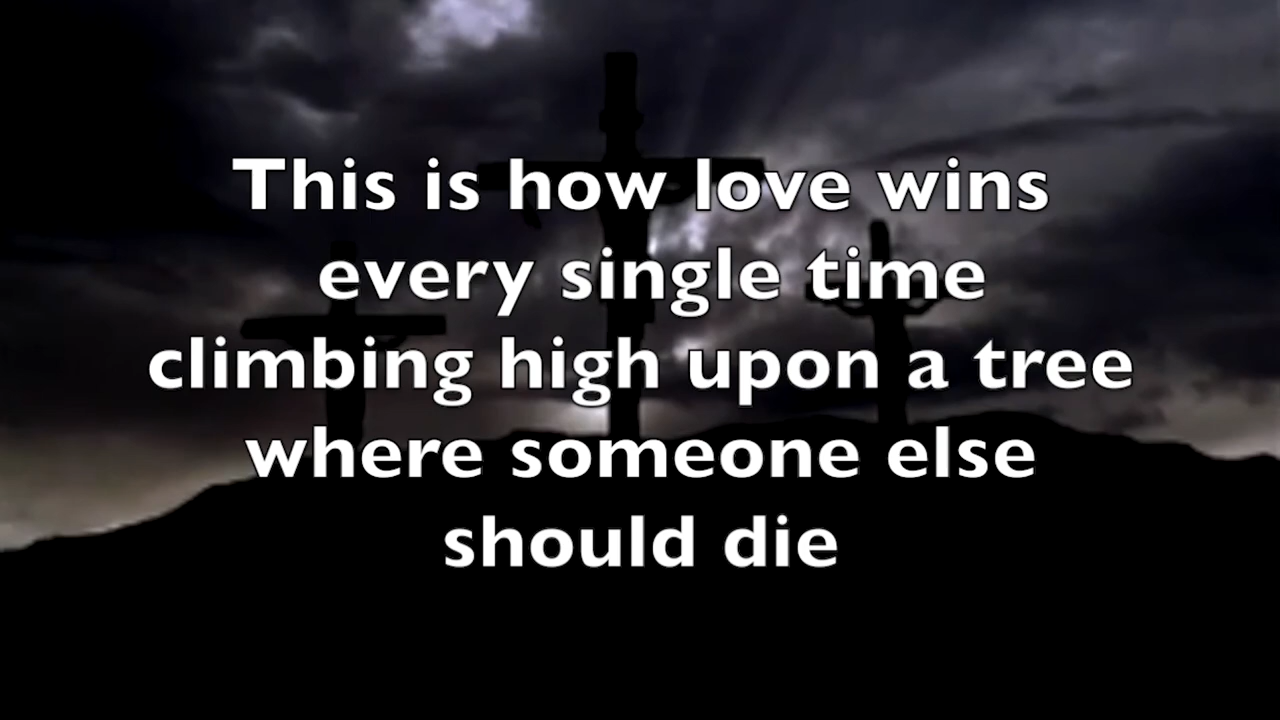 This is how love wins
every single time
climbing high upon a tree
where someone else
should die